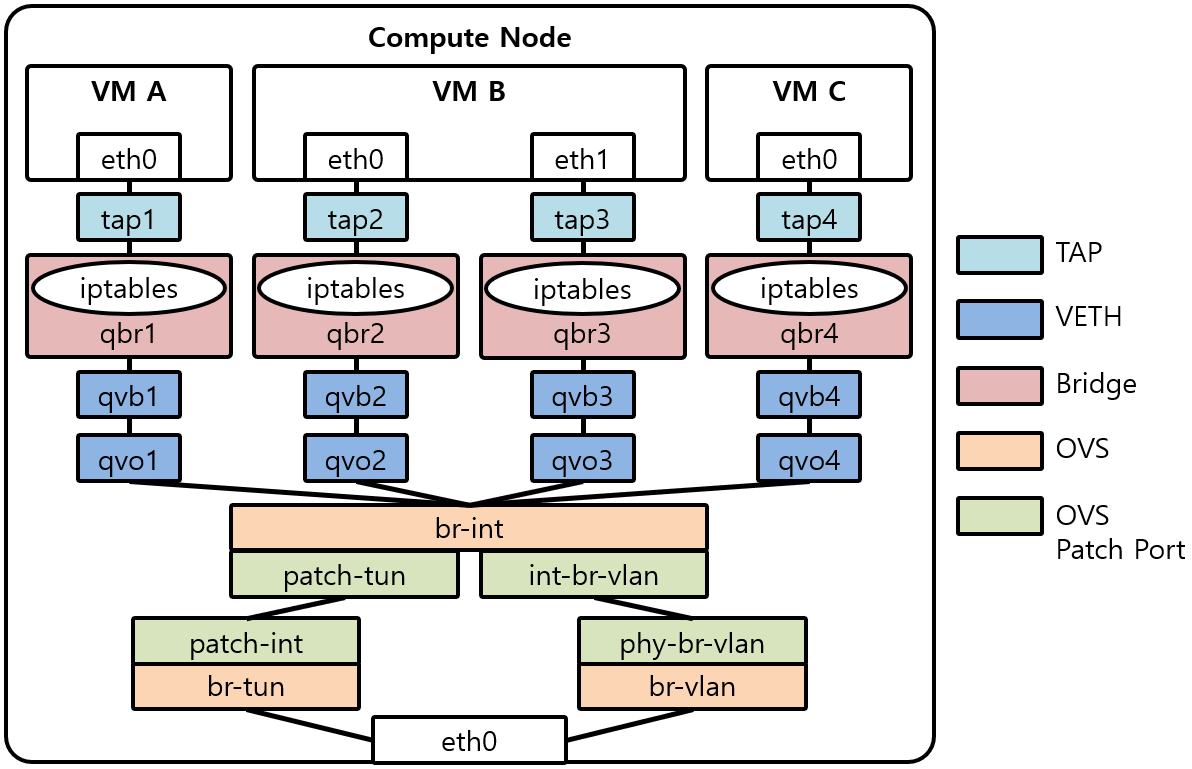 Compute Node
VM A
VM B
VM C
eth0
eth0
eth1
eth0
tap1
tap2
tap3
tap4
iptables
iptables
iptables
iptables
qbr1
qbr2
qbr3
qbr4
qvb1
qvb2
qvb3
qvb4
qvo1
qvo2
qvo3
qvo4
br-int
patch-tun
int-br-vlan
patch-int
phy-br-vlan
br-tun
br-vlan
eth0
TAP
VETH
Bridge
OVS
OVS
Patch Port